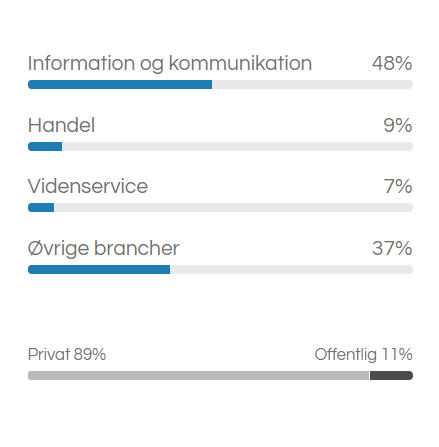 Information og kommunikation 48%
Handel 9%
Videnservice 7%
Øvrige brancher 37%
Privat 89% Offentlig 11%